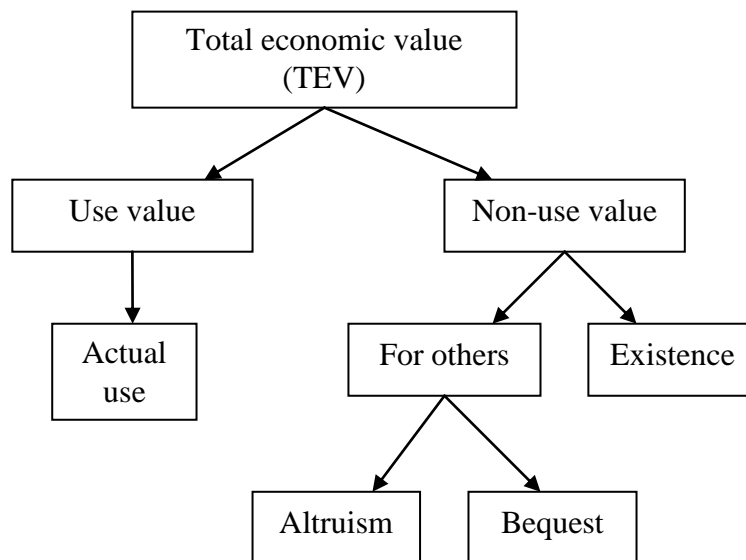 Total economic value
(TEV)
Use value
Non-use value
Actual
use
For others
Existence
Altruism
Bequest